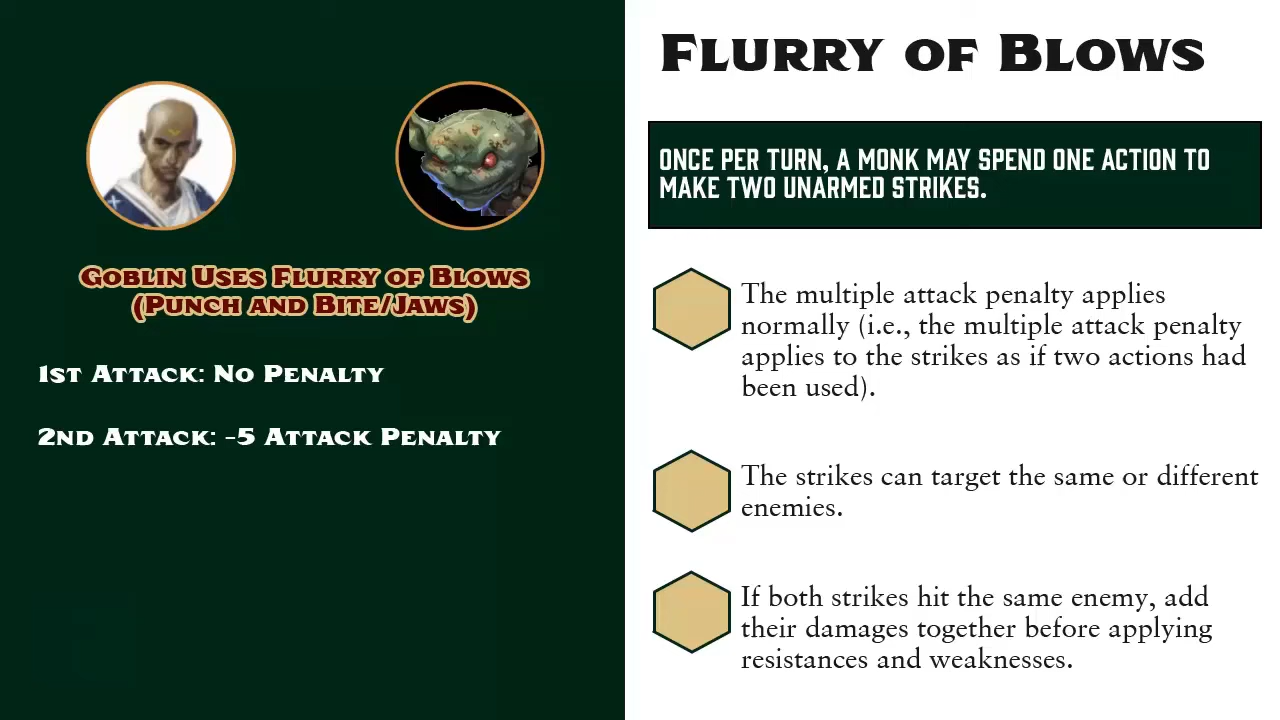 Goblin Uses Flurry of Blows
(Punch and Bite/Jaws)
1st Attack: No Penalty
2nd Attack: -5 Attack Penalty
Flurry of Blows
ONCE PER TURN, A MONK MAY SPEND ONE ACTION TO
MAKE TWO UNARMED STRIKES.
The multiple attack penalty applies
normally (i.e., the multiple attack penalty
applies to the strikes as if two actions had
been used).
The strikes can target the same or different
enemies.
If both strikes hit the same enemy, add
their damages together before applying
resistances and weaknesses.